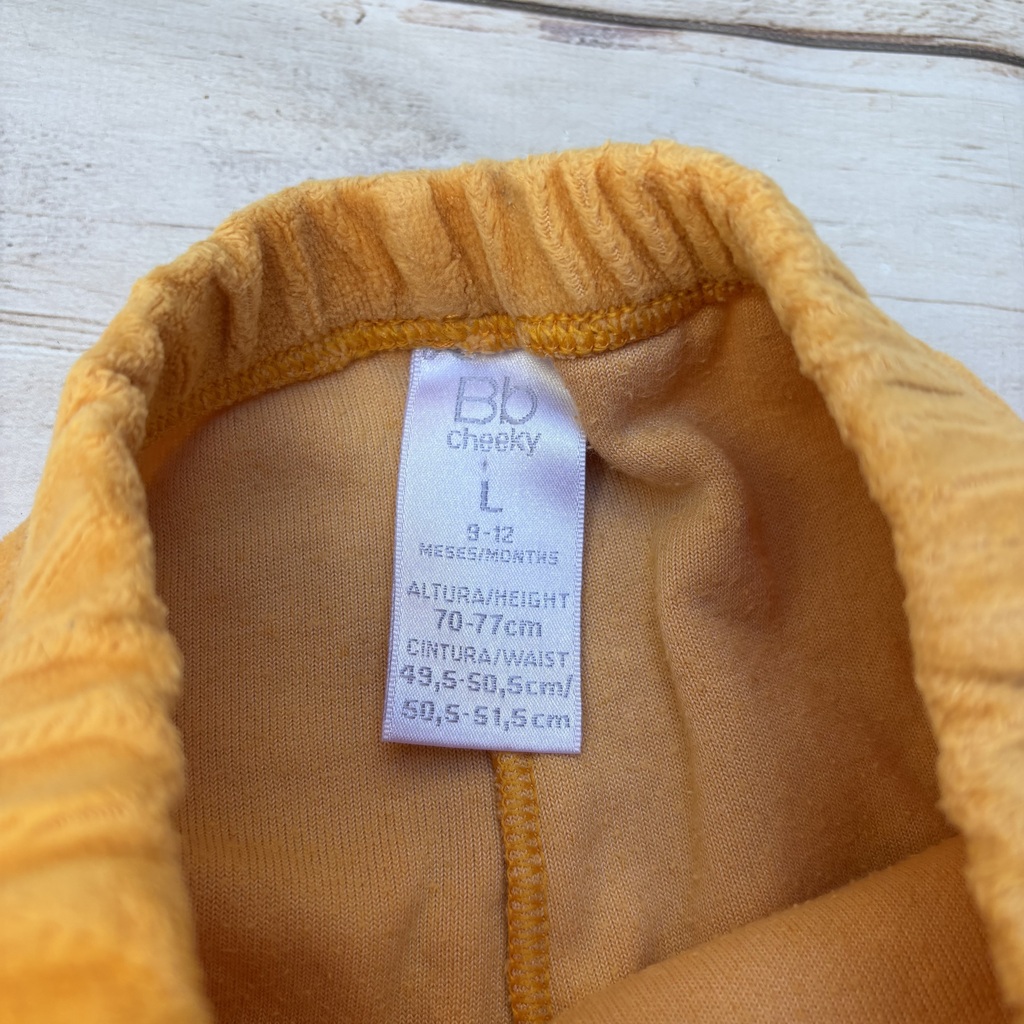 Bb
cheeky
L
9-12
MESES/MONTHS
ALTURA/HEIGHT
70-77cm
CINTURA/WAIST
49,5-50,5cm/
50,5-51,5cm